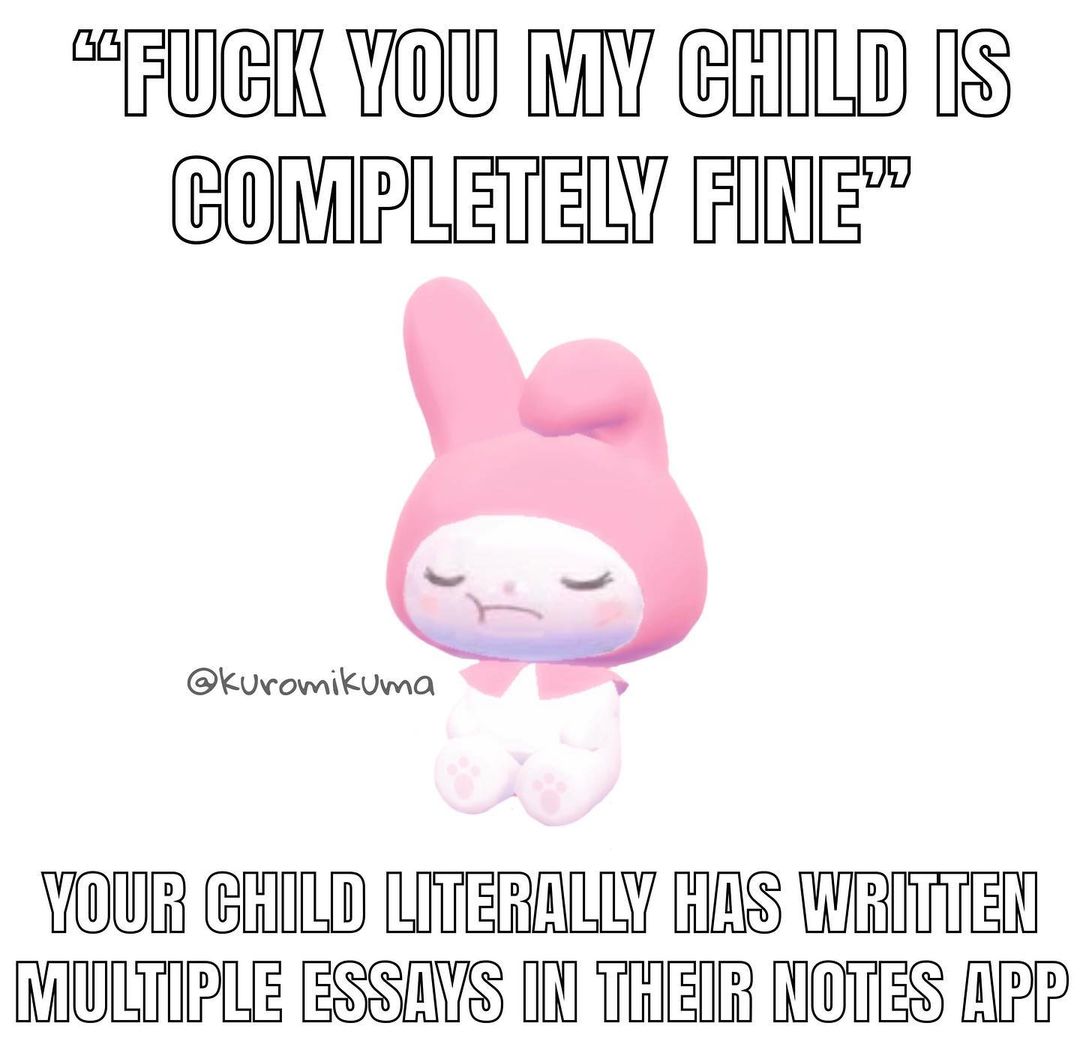 “FUCK YOU MY CHILD IS
COMPLETELY FINE”
@kuromikuma
YOUR CHILD LITERALLY HAS WRITTEN
MULTIPLE ESSAYS IN THEIR NOTES APP